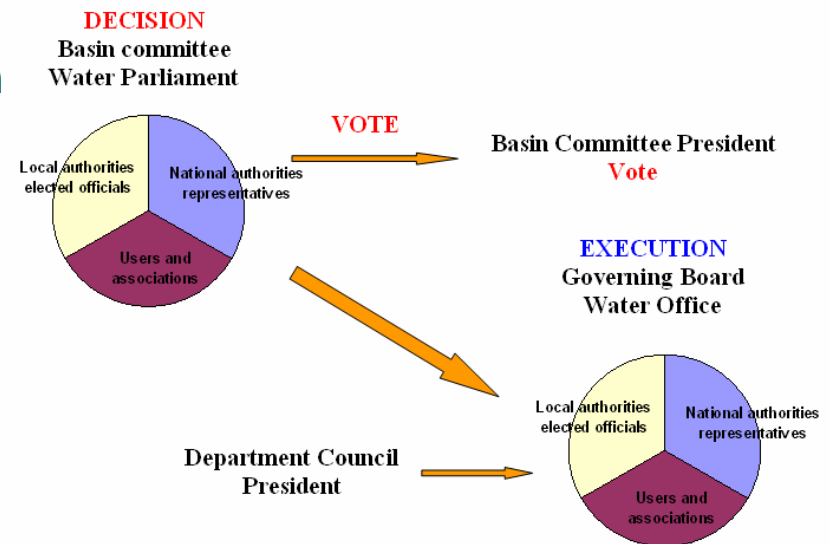 DECISION
Basin committee
Water Parliament
Local authorities
elected officials
National authorities
representatives
Users and
associations
VOTE
Basin Committee President
Vote
EXECUTION
Governing Board
Water Office
Department Council
President
Local authorities
elected officials
National authorities
representatives
Users and
associations